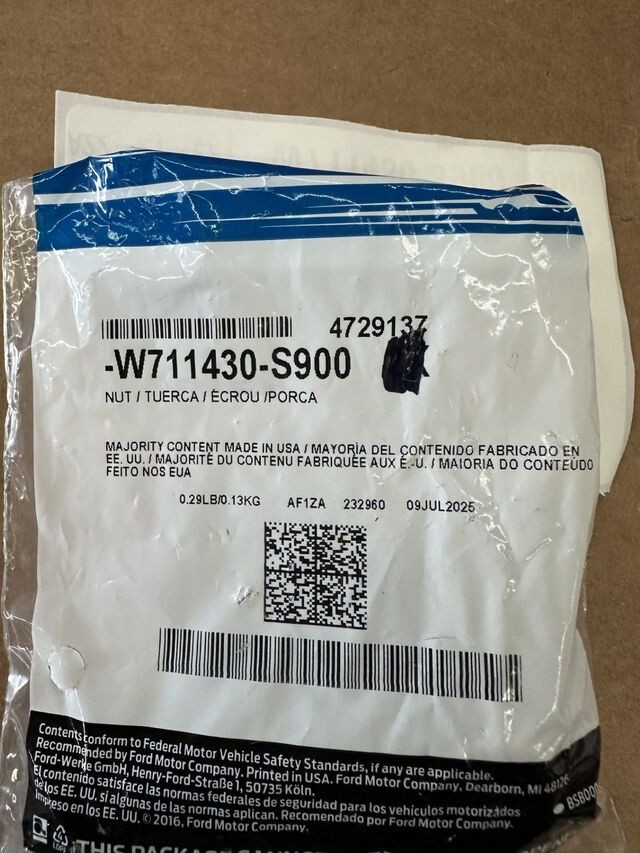 4729137
-W711430-S900
NUT / TUERCA / ÉCROU /PORCA
MAJORITY CONTENT MADE IN USA / MAYORÍA DEL CONTENIDO FABRICADO EN
EE. UU. / MAJORITÉ DU CONTENU FABRIQUÉE AUX É.-U. / MAIORIA DO CONTEÚDO
FEITO NOS EUA
0.29LB/0.13KG AF1ZA 232960 09JUL2025
Contents conform to Federal Motor Vehicle Safety Standards, if any are applicable.
Recommended by Ford Motor Company. Printed in USA. Ford Motor Company, Dearborn, MI 48126
Ford-Werke GmbH, Henry-Ford-Straße 1, 50735 Köln.
El contenido satisface las normas federales de seguridad para los vehículos motorizados
de los EE. UU. si algunas de las normas aplican. Recomendado por Ford Motor Company.
Impreso en los EE. UU. © 2016, Ford Motor Company.
THIS PACKAGE